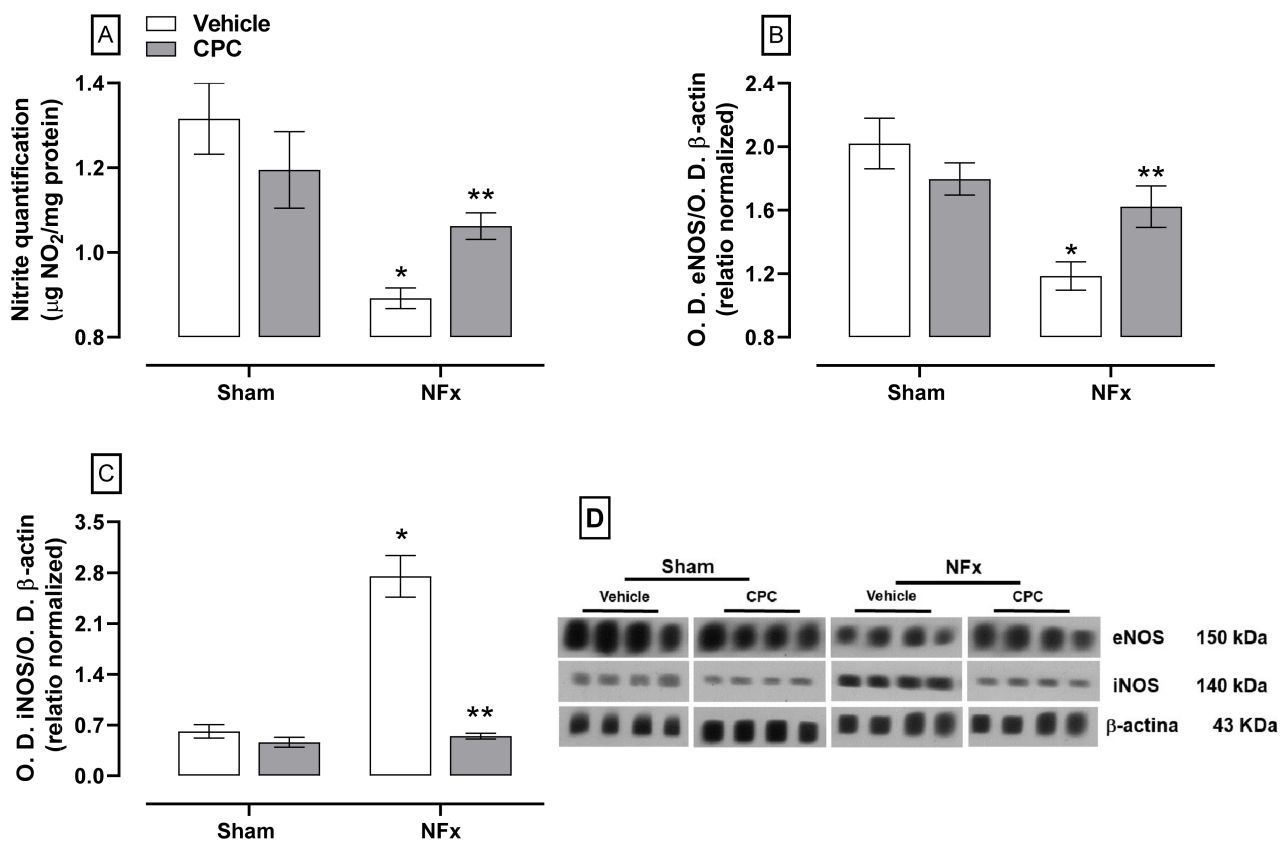 A
Vehicle
CPC
Nitrite quantification
(μg NO2/mg protein)
1.4
1.2
1.0
0.8
*
**
Sham
NFx
B
O. D. eNOS/O. D. β-actin
(relatio normalized)
2.4
2.0
1.6
1.2
0.8
*
**
Sham
NFx
C
O. D. iNOS/O. D. β-actin
(relatio normalized)
3.5
2.8
2.1
1.4
0.7
0.0
*
**
Sham
NFx
D
Sham NFx
Vehicle CPC Vehicle CPC
eNOS 150 kDa
iNOS 140 kDa
β-actina 43 KDa